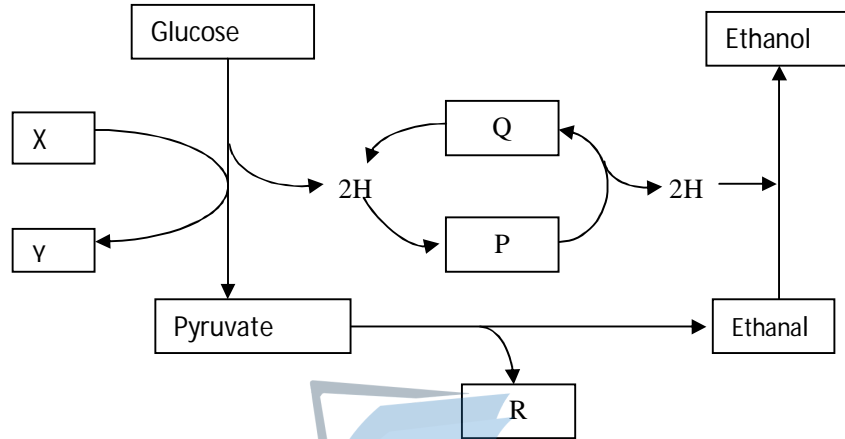 Glucose
Ethanol
X
Q
2H
2H
Y
P
Pyruvate
Ethanal
R